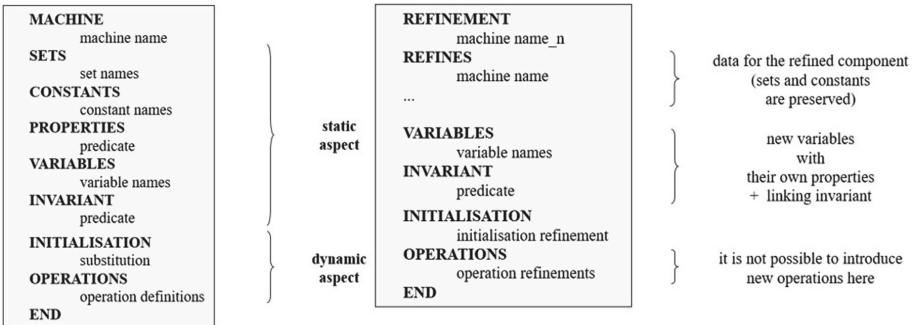 MACHINE
machine name
SETS
set names
CONSTANTS
constant names
PROPERTIES
predicate
VARIABLES
variable names
INVARIANT
predicate
INITIALISATION
substitution
OPERATIONS
operation definitions
END
static
aspect
dynamic
aspect
REFINEMENT
machine name_n
REFINES
machine name
...
VARIABLES
variable names
INVARIANT
predicate
INITIALISATION
initialisation refinement
OPERATIONS
operation refinements
END
data for the refined component
(sets and constants
are preserved)
new variables
with
their own properties
+ linking invariant
it is not possible to introduce
new operations here